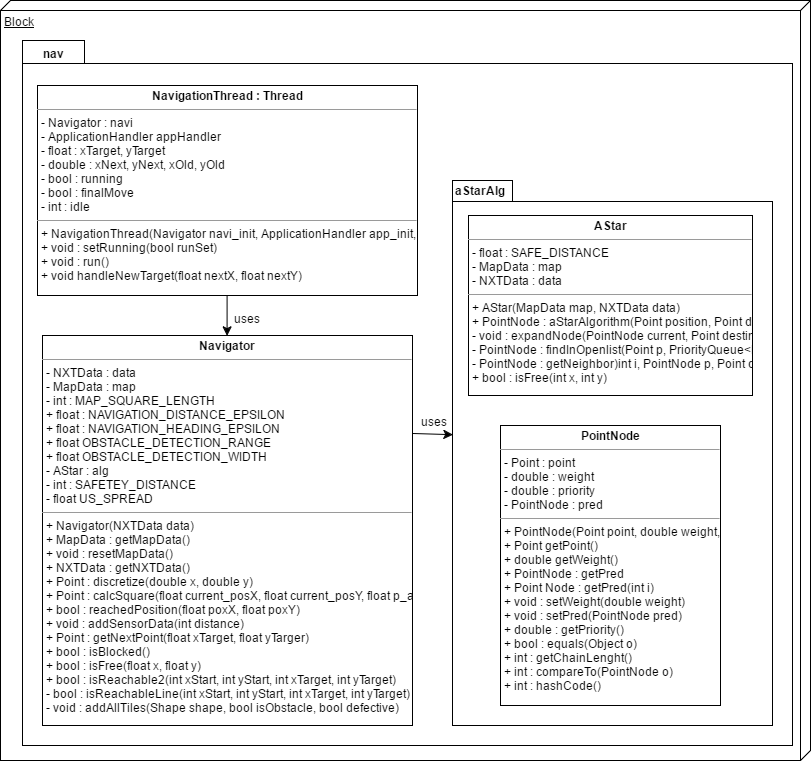 Block
nav
NavigationThread : Thread
- Navigator : navi
- ApplicationHandler appHandler
- float : xTarget, yTarget
- double : xNext, yNext, xOld, yOld
- bool : running
- bool : finalMove
- int : idle
+ NavigationThread(Navigator navi_init, ApplicationHandler app_init,
+ void : setRunning(bool runSet)
+ void : run()
+ void handleNewTarget(float nextX, float nextY)
uses
Navigator
- NXTData : data
- MapData : map
- int : MAP_SQUARE_LENGTH
+ float : NAVIGATION_DISTANCE_EPSILON
+ float : NAVIGATION_HEADING_EPSILON
+ float OBSTACLE_DETECTION_RANGE
+ float OBSTACLE_DETECTION_WIDTH
- AStar : alg
- int : SAFETEY_DISTANCE
- float US_SPREAD
+ Navigator(NXTData data)
+ MapData : getMapData()
+ void : resetMapData()
+ NXTData : getNXTData()
+ Point : discretize(double x, double y)
+ Point : calcSquare(float current_posX, float current_posY, float p_a
+ bool : reachedPosition(float poxX, float poxY)
+ void : addSensorData(int distance)
+ Point : getNextPoint(float xTarget, float yTarger)
+ bool : isBlocked()
+ bool : isFree(float x, float y)
+ bool : isReachable2(int xStart, int yStart, int xTarget, int yTarget)
- bool : isReachableLine(int xStart, int yStart, int xTarget, int yTarget)
- void : addAllTiles(Shape shape, bool isObstacle, bool defective)
uses
aStarAlg
AStar
- float : SAFE_DISTANCE
- MapData : map
- NXTData : data
+ AStar(MapData map, NXTData data)
+ PointNode : aStarAlgorithm(Point position, Point d
- void : expandNode(PointNode current, Point destin
- PointNode : findInOpenlist(Point p, PriorityQueue<
- PointNode : getNeighbor)int i, PointNode p, Point d
+ bool : isFree(int x, int y)
PointNode
- Point : point
- double : weight
- double : priority
- PointNode : pred
+ PointNode(Point point, double weight,
+ Point getPoint()
+ double getWeight()
+ PointNode : getPred
+ Point Node : getPred(int i)
+ void : setWeight(double weight)
+ void : setPred(PointNode pred)
+ double : getPriority()
+ bool : equals(Object o)
+ int : getChainLenght()
+ int : compareTo(PointNode o)
+ int : hashCode()